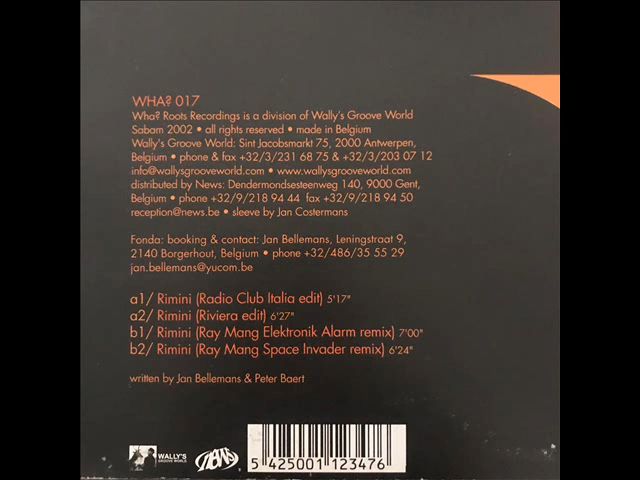 WHA? 017
Wha? Roots Recordings is a division of Wally's Groove World
Sabam 2002 • all rights reserved • made in Belgium
Wally's Groove World: Sint Jacobsmarkt 75, 2000 Antwerpen,
Belgium • phone & fax +32/3/231 68 75 & +32/3/203 07 12
info@wallysgrooveworld.com • www.wallysgrooveworld.com
distributed by News: Dendermondsesteenweg 140, 9000 Gent,
Belgium • phone +32/9/218 94 44 fax +32/9/218 94 50
reception@news.be • sleeve by Jan Costermans
Fonda: booking & contact: Jan Bellemans, Leningstraat 9,
2140 Borgerhout, Belgium • phone +32/486/35 55 29
jan.bellemans@yucom.be
a1/ Rimini (Radio Club Italia edit) 5'17"
a2/ Rimini (Riviera edit) 6'27"
b1/ Rimini (Ray Mang Elektronik Alarm remix) 7'00"
b2/ Rimini (Ray Mang Space Invader remix) 6'24"
written by Jan Bellemans & Peter Baert
WALLY'S
GROOVE WORLD
news
5 425001 123476